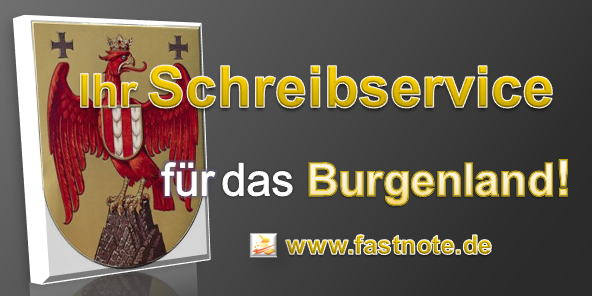 Ihr Schreibservice
für das Burgenland!
www.fastnote.de